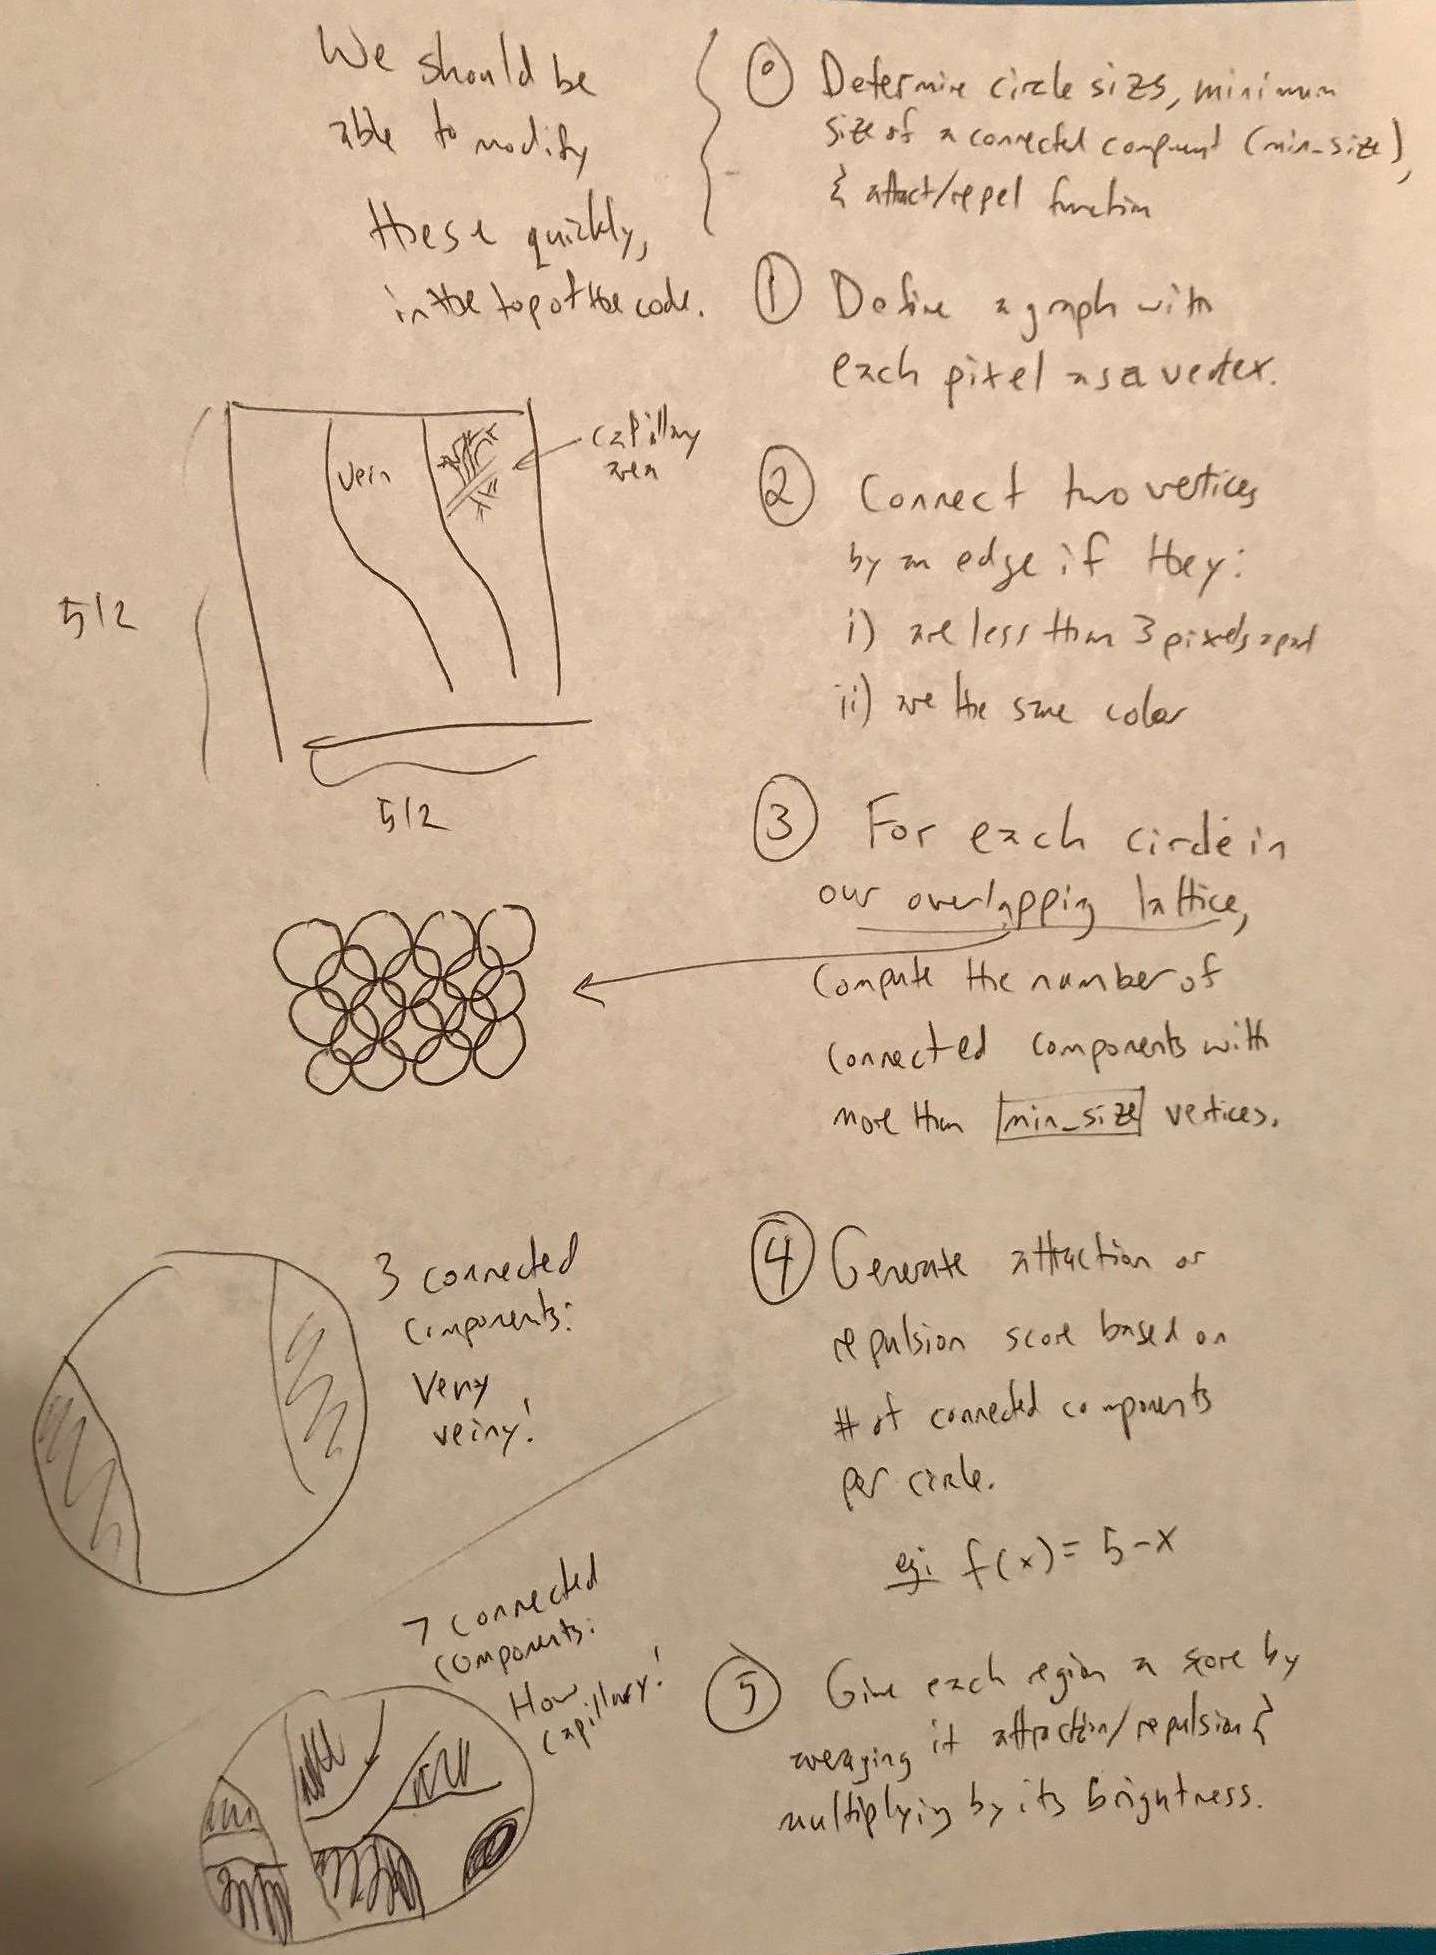 We should be
able to modify
these quickly,
in the top of the code.
⓪ Determine circle sizes, minimum
size of a connected component (min_size),
& attract/repel function
① Define a graph with
each pixel as a vertex.
② Connect two vertices
by an edge if they:
i) are less than 3 pixels apart
ii) are the same color
vein
capillary
area
512
512
③ For each circle in
our overlapping lattice,
compute the number of
connected components with
more than min_size vertices.
3 connected
components:
very
veiny!
④ Generate attraction or
repulsion score based on
# of connected components
per circle.
eg: f(x) = 5-x
7 connected
components:
How
capillary!
⑤ Give each region a score by
averaging it attraction/repulsion &
multiplying by its brightness.